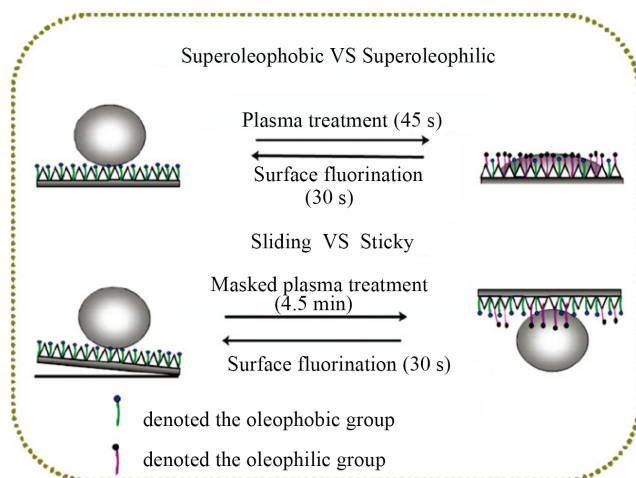 Superoleophobic VS Superoleophilic
Plasma treatment (45 s)
Surface fluorination
(30 s)
Sliding VS Sticky
Masked plasma treatment
(4.5 min)
Surface fluorination (30 s)
denoted the oleophobic group
denoted the oleophilic group